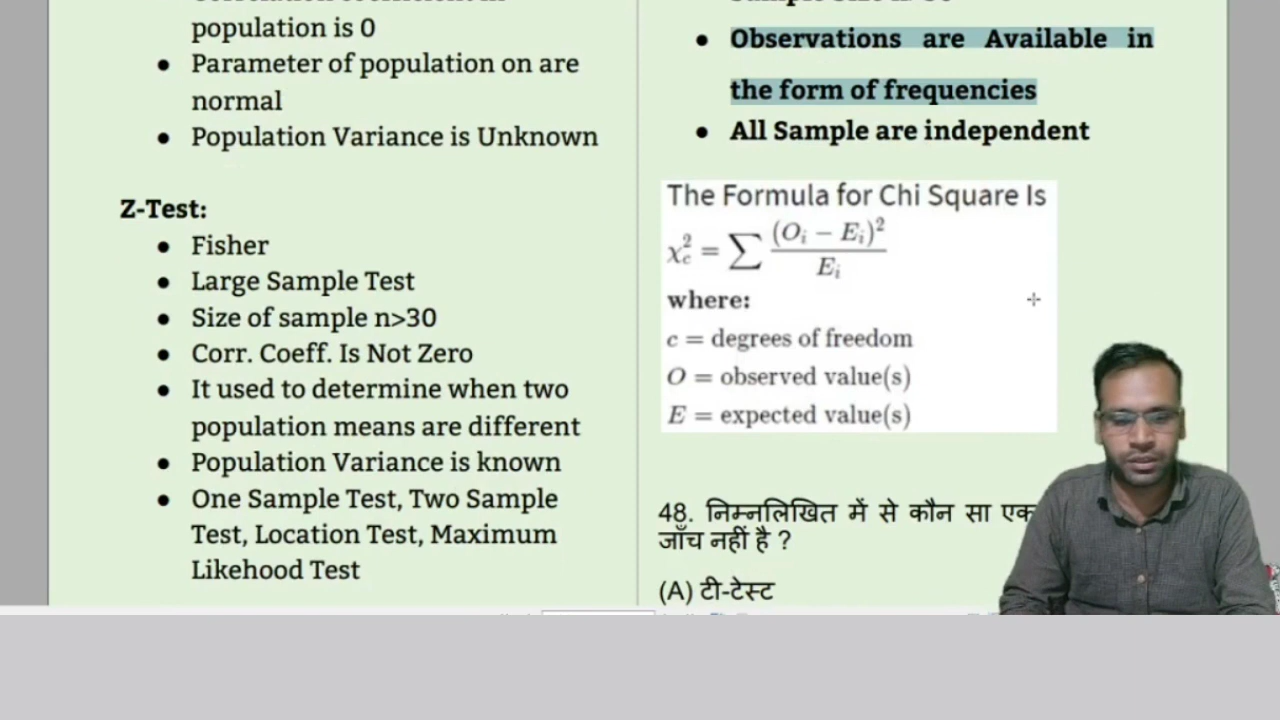 population is 0
• Parameter of population on are
normal
• Population Variance is Unknown
Z-Test:
• Fisher
• Large Sample Test
• Size of sample n>30
• Corr. Coeff. Is Not Zero
• It used to determine when two
population means are different
• Population Variance is known
• One Sample Test, Two Sample
Test, Location Test, Maximum
Likehood Test
• Observations are Available in
the form of frequencies
• All Sample are independent
The Formula for Chi Square Is
χ²c = ∑ (Oᵢ − Eᵢ)² / Eᵢ
where:
c = degrees of freedom
O = observed value(s)
E = expected value(s)
48. निम्नलिखित में से कौन सा एक
जाँच नहीं है ?
(A) टी-टेस्ट